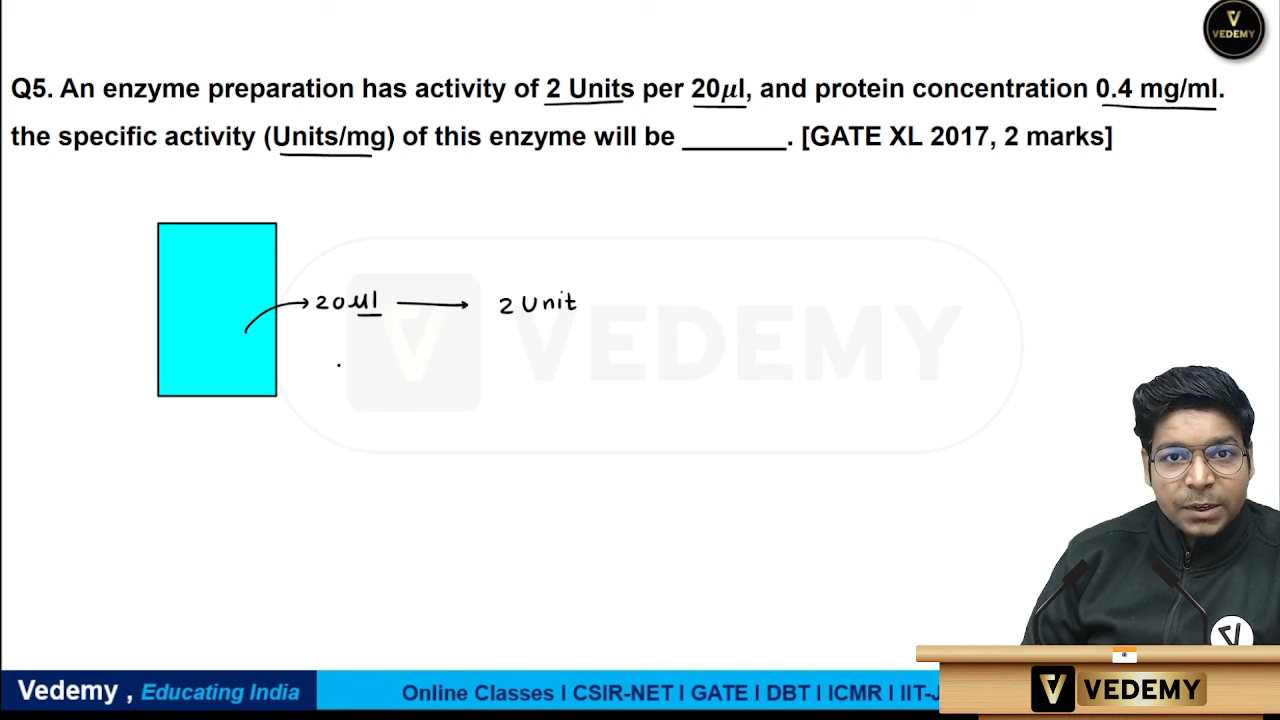 VEDEMY
Q5. An enzyme preparation has activity of 2 Units per 20μl, and protein concentration 0.4 mg/ml.
the specific activity (Units/mg) of this enzyme will be ________. [GATE XL 2017, 2 marks]
20μl → 2 Unit
VEDEMY
Vedemy , Educating India
Online Classes I CSIR-NET I GATE I DBT I ICMR I IIT-J
VEDEMY